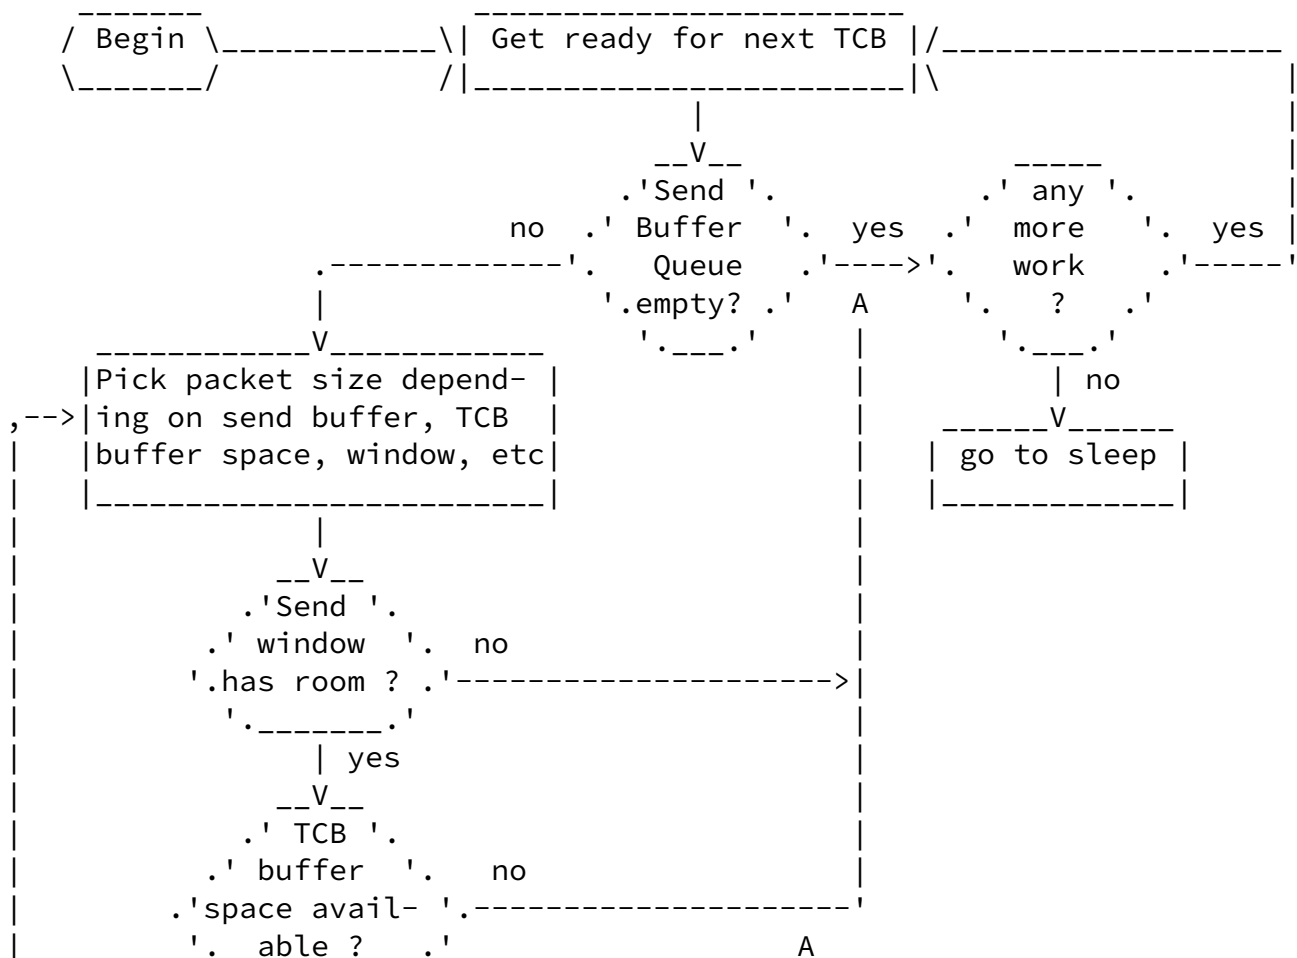 Begin
Get ready for next TCB
Send
Buffer
Queue
empty?
no
yes
any
more
work
?
yes
no
go to sleep
Pick packet size depend-
ing on send buffer, TCB
buffer space, window, etc
Send
window
has room ?
no
yes
TCB
buffer
space avail-
able ?
no